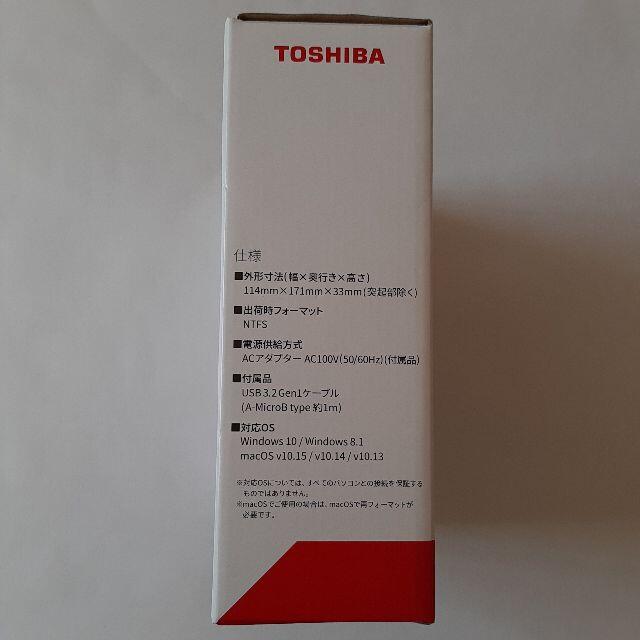 TOSHIBA
仕様
■外形寸法(幅×奥行き×高さ)
114mm×171mm×33mm(突起部除く)
■出荷時フォーマット
NTFS
■電源供給方式
ACアダプター AC100V(50/60Hz)(付属品)
■付属品
USB3.2Gen1ケーブル
(A-MicroB type 約1m)
■対応OS
Windows 10 / Windows 8.1
macOS v10.15 / v10.14 / v10.13
※対応OSについては、すべてのパソコンとの接続を保証する
ものではありません。
※macOSでご使用の場合は、macOSで再フォーマットが
必要です。